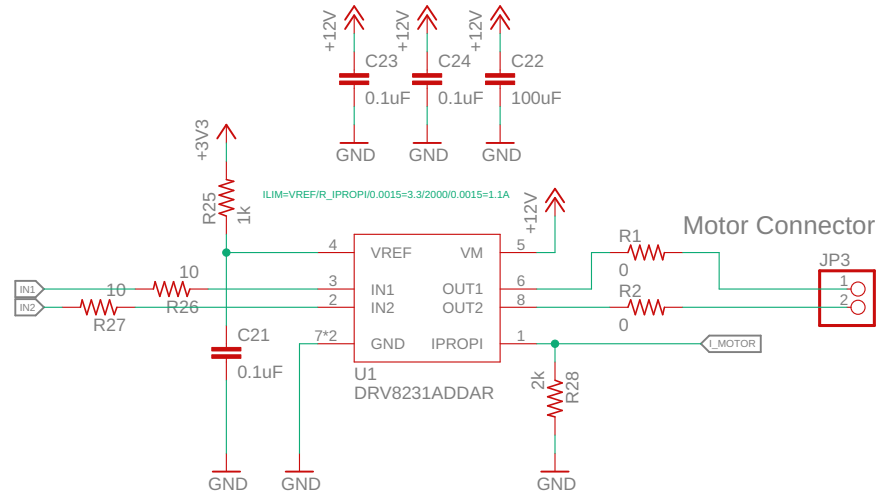 +12V
+12V
+12V
C23
C24
C22
0.1uF
0.1uF
100uF
GND
GND
GND
+3V3
R25
1k
ILIM=VREF/R_IPROPI/0.0015=3.3/2000/0.0015=1.1A
+12V
Motor Connector
R1
0
JP3
4
VREF
VM
5
IN1
10
R26
3
IN1
OUT1
6
1
IN2
10
R27
2
IN2
OUT2
8
R2
0
2
7*2
GND
IPROPI
1
I_MOTOR
C21
0.1uF
U1
DRV8231ADDAR
2k
R28
GND
GND
GND